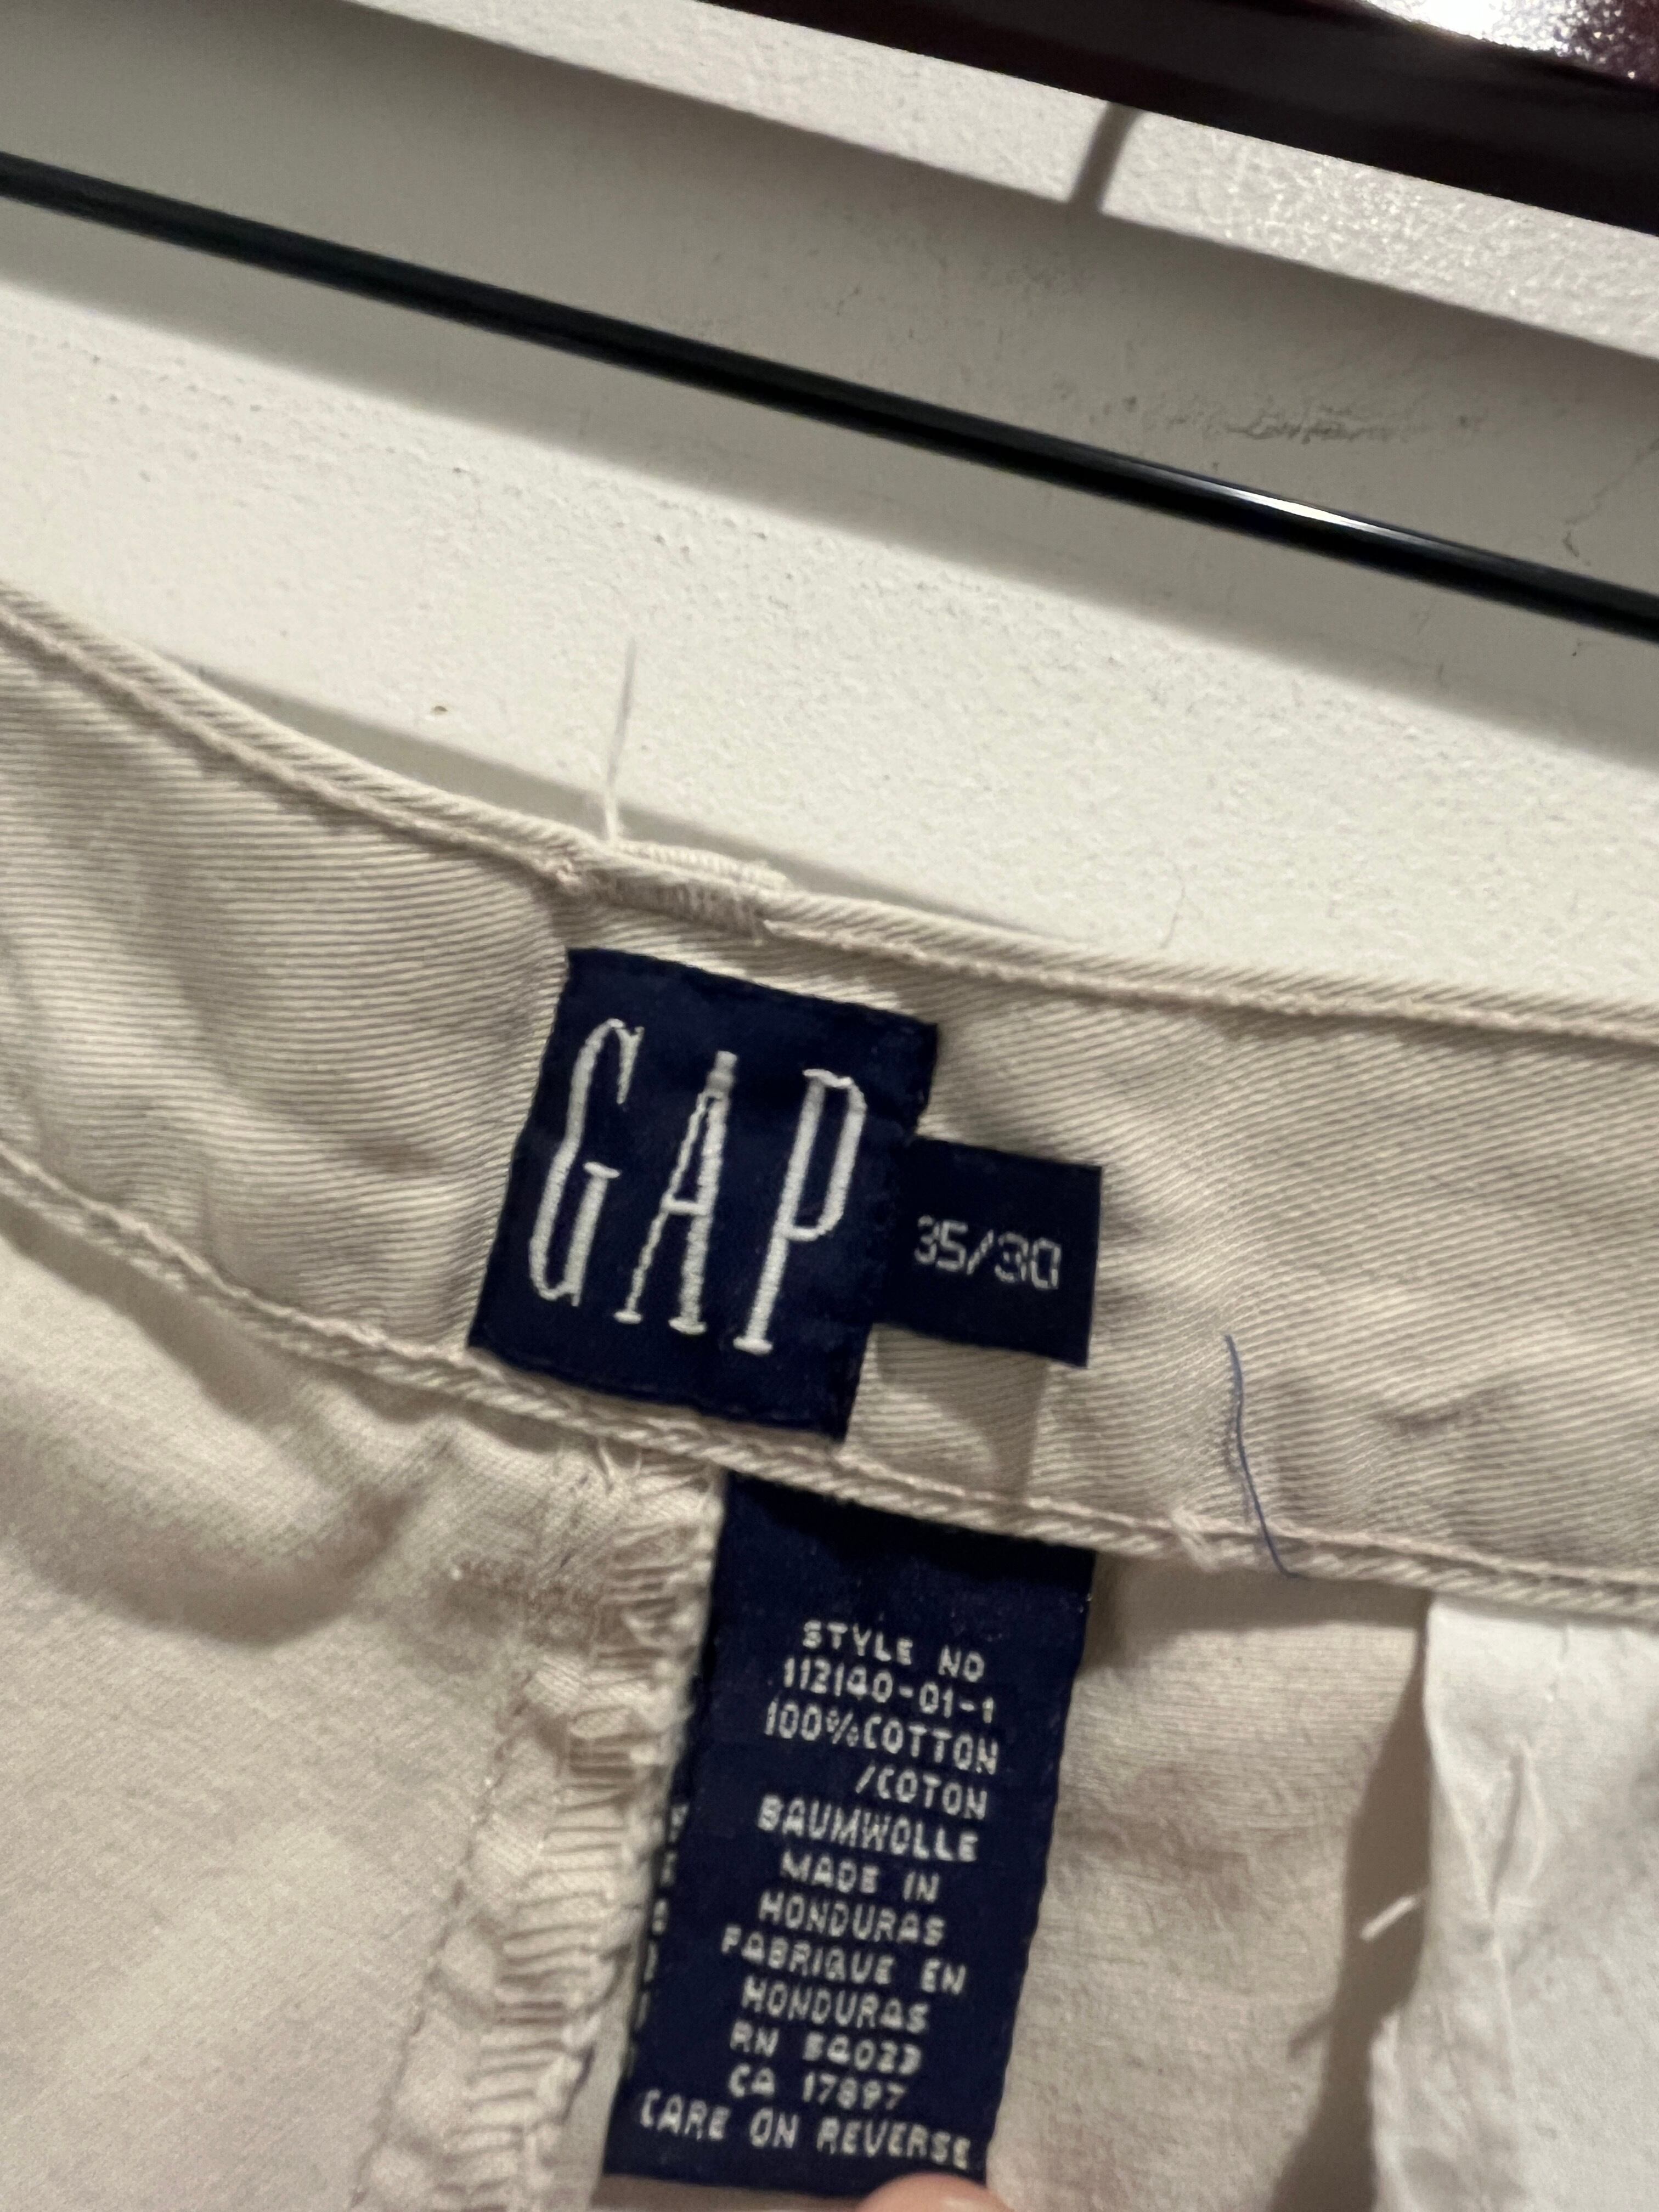 GAP
35/30
STYLE NO
112140-01-1
100%COTTON
/COTON
BAUMWOLLE
MADE IN
HONDURAS
FABRIQUE EN
HONDURAS
RN 54023
CA 17897
CARE ON REVERSE